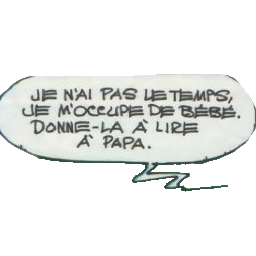 JE N'AI PAS LE TEMPS,
JE M'OCCUPE DE BÉBÉ.
DONNE-LA À LIRE
À PAPA.